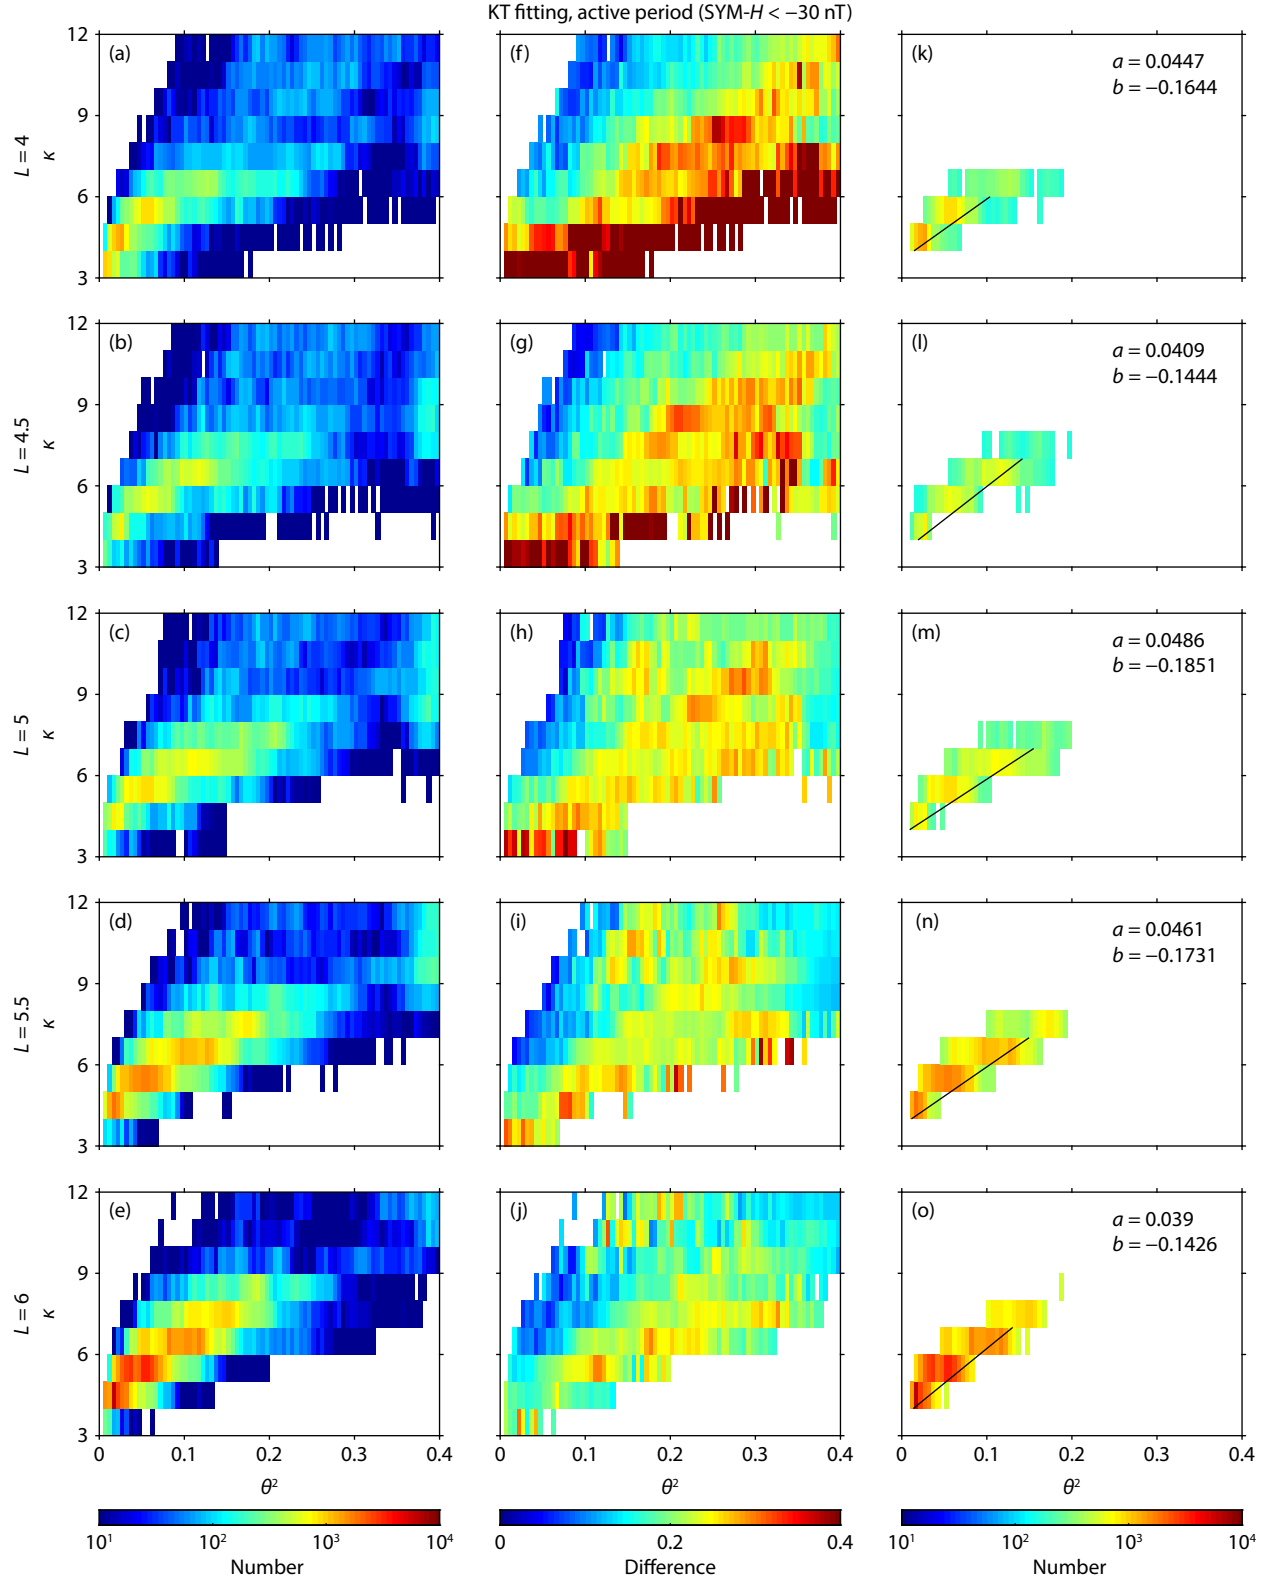 KT fitting, active period (SYM-H < −30 nT)
12
9
6
3
L = 4
κ
(a)
(f)
(k)
a = 0.0447
b = −0.1644
12
9
6
3
L = 4.5
κ
(b)
(g)
(l)
a = 0.0409
b = −0.1444
12
9
6
3
L = 5
κ
(c)
(h)
(m)
a = 0.0486
b = −0.1851
12
9
6
3
L = 5.5
κ
(d)
(i)
(n)
a = 0.0461
b = −0.1731
12
9
6
3
L = 6
κ
(e)
(j)
(o)
a = 0.039
b = −0.1426
0 0.1 0.2 0.3 0.4
0 0.1 0.2 0.3 0.4
0 0.1 0.2 0.3 0.4
θ²
θ²
θ²
10¹ 10² 10³ 10⁴
0 0.2 0.4
10¹ 10² 10³ 10⁴
Number
Difference
Number